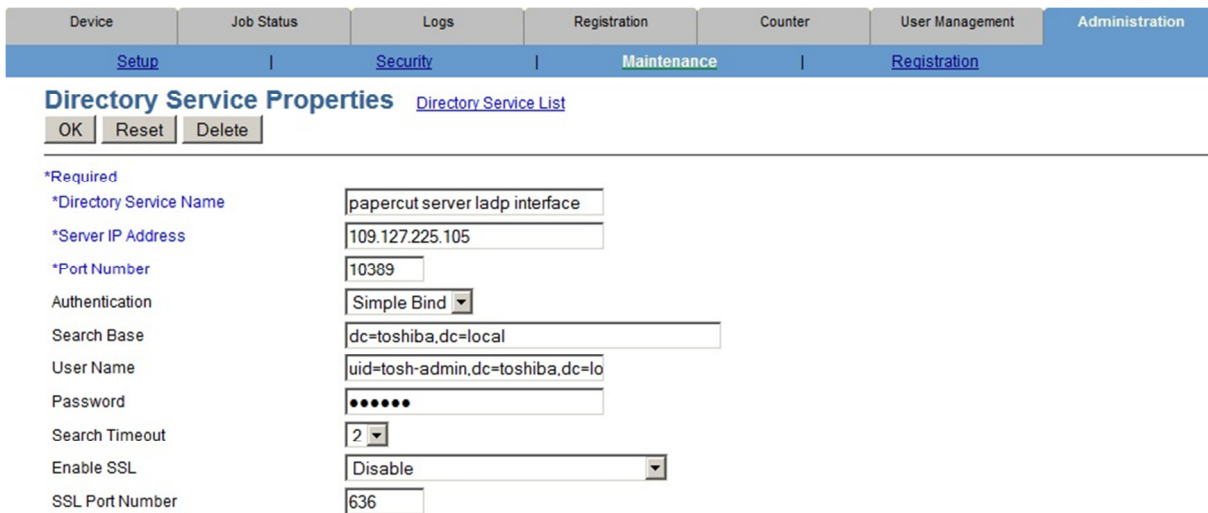 Device Job Status Logs Registration Counter User Management Administration
Setup | Security | Maintenance | Registration
Directory Service Properties Directory Service List
OK Reset Delete
*Required
*Directory Service Name papercut server ladp interface
*Server IP Address 109.127.225.105
*Port Number 10389
Authentication Simple Bind
Search Base dc=toshiba,dc=local
User Name uid=tosh-admin,dc=toshiba,dc=lo
Password ●●●●●●
Search Timeout 2
Enable SSL Disable
SSL Port Number 636